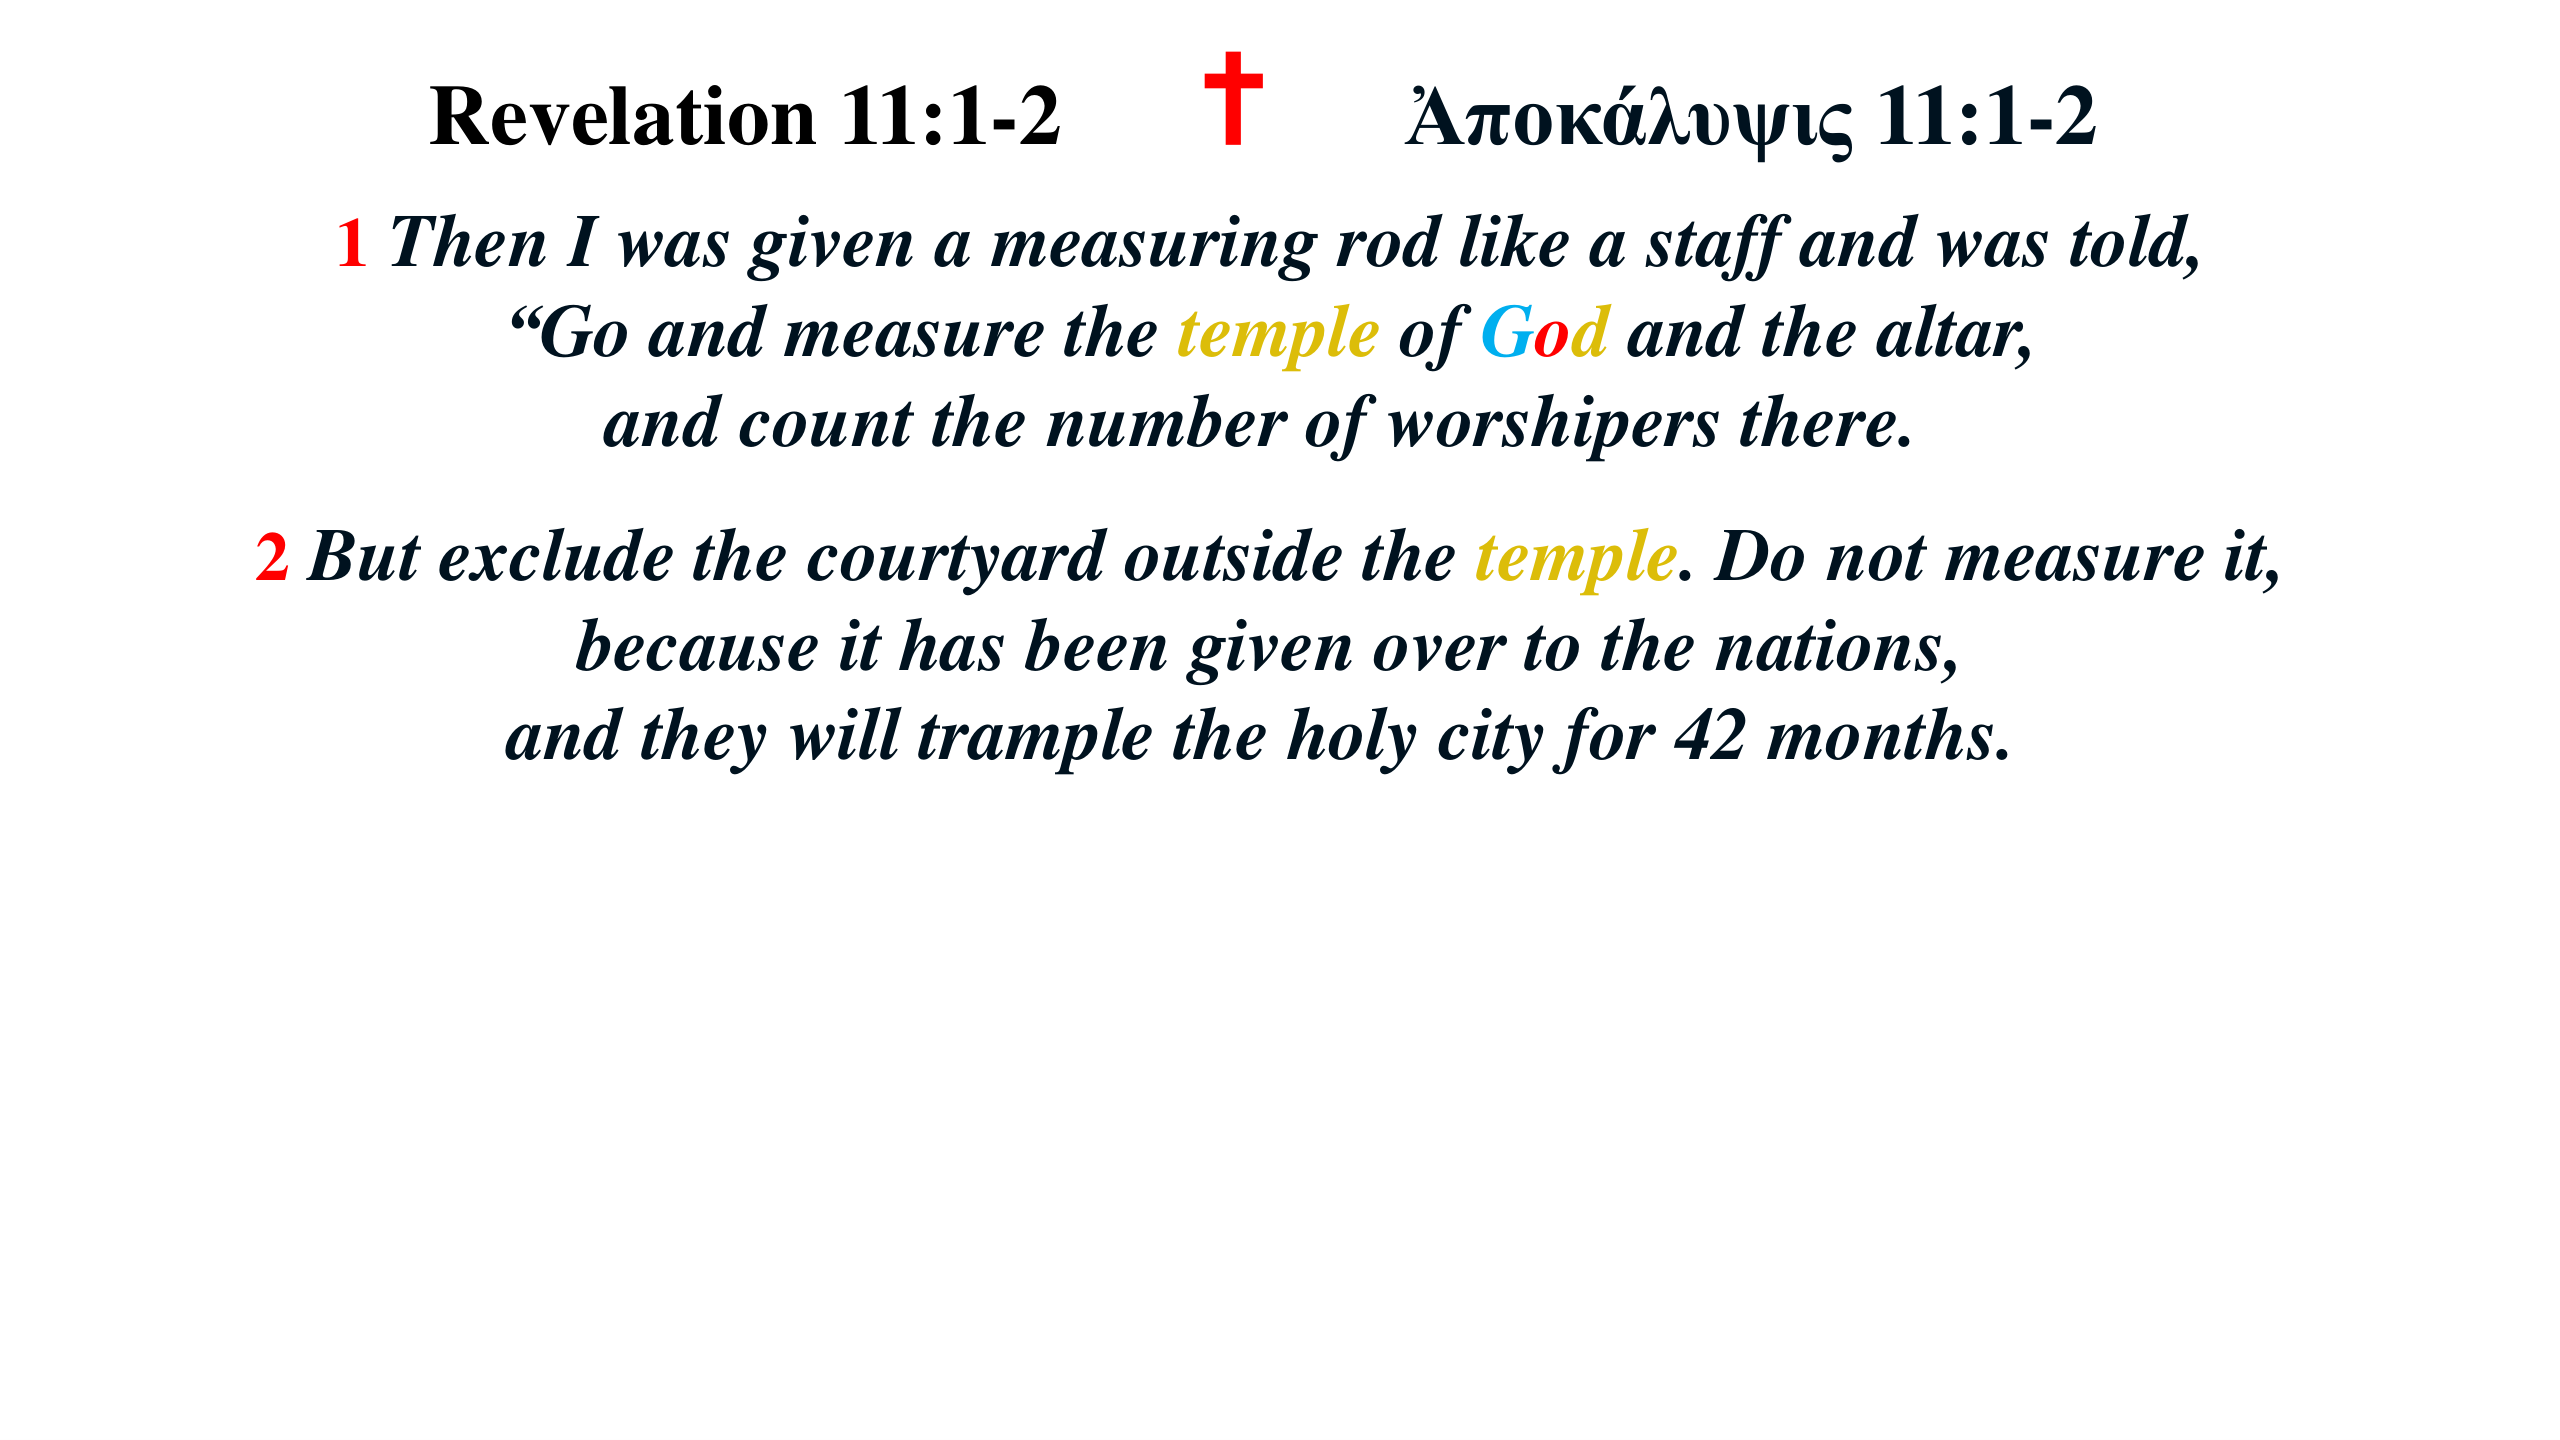 Revelation 11:1-2 ✝ Ἀποκάλυψις 11:1-2
1 Then I was given a measuring rod like a staff and was told,
“Go and measure the temple of God and the altar,
and count the number of worshipers there.
2 But exclude the courtyard outside the temple. Do not measure it,
because it has been given over to the nations,
and they will trample the holy city for 42 months.